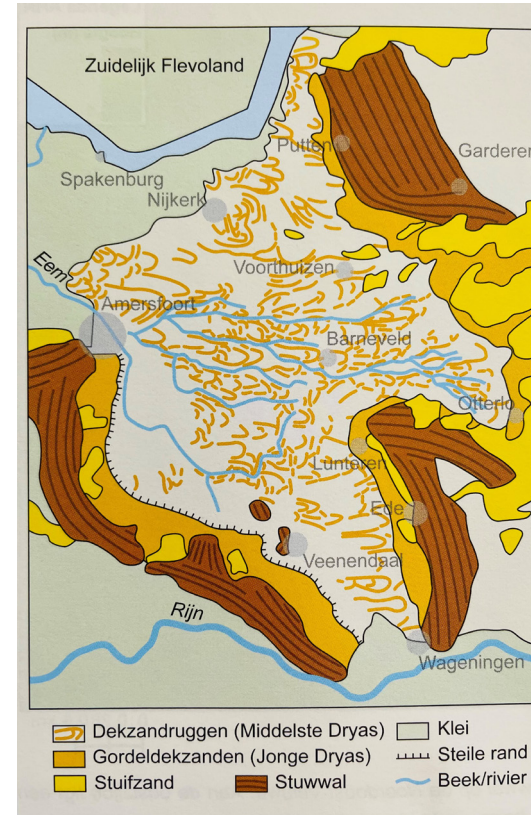 Zuidelijk Flevoland
Putten
Garderen
Spakenburg
Nijkerk
Eem
Voorthuizen
Amersfoort
Barneveld
Otterlo
Lunteren
Ede
Veenendaal
Rijn
Wageningen
Dekzandruggen (Middelste Dryas)
Klei
Gordeldekzanden (Jonge Dryas)
Steile rand
Stuifzand
Stuwwal
Beek/rivier